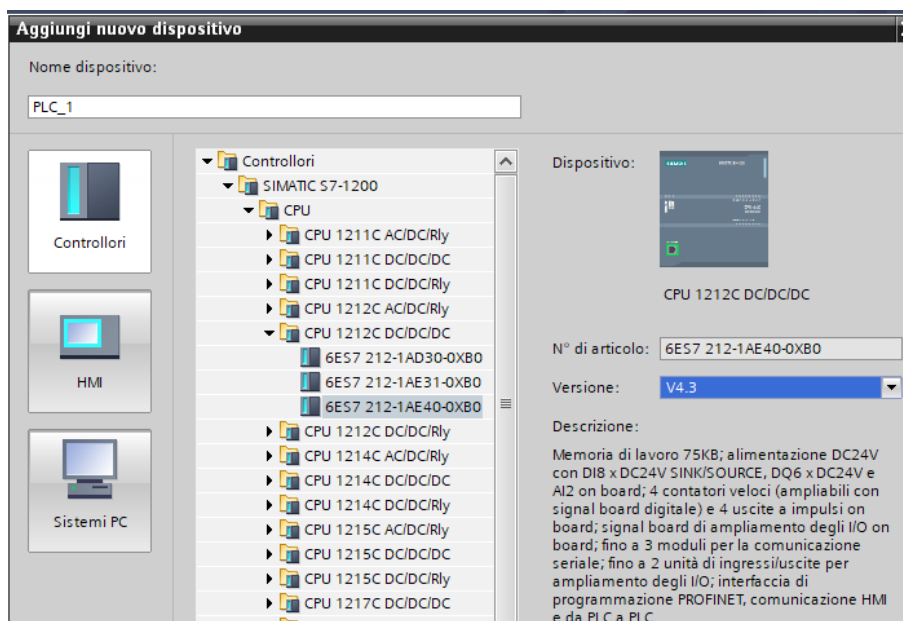 Aggiungi nuovo dispositivo
Nome dispositivo:
PLC_1
Controllori
HMI
Sistemi PC
Controllori
SIMATIC S7-1200
CPU
CPU 1211C AC/DC/Rly
CPU 1211C DC/DC/DC
CPU 1211C DC/DC/Rly
CPU 1212C AC/DC/Rly
CPU 1212C DC/DC/DC
6ES7 212-1AD30-0XB0
6ES7 212-1AE31-0XB0
6ES7 212-1AE40-0XB0
CPU 1212C DC/DC/Rly
CPU 1214C AC/DC/Rly
CPU 1214C DC/DC/DC
CPU 1214C DC/DC/Rly
CPU 1215C AC/DC/Rly
CPU 1215C DC/DC/DC
CPU 1215C DC/DC/Rly
CPU 1217C DC/DC/DC
Dispositivo:
CPU 1212C DC/DC/DC
N° di articolo: 6ES7 212-1AE40-0XB0
Versione: V4.3
Descrizione:
Memoria di lavoro 75KB; alimentazione DC24V
con DI8 x DC24V SINK/SOURCE, DQ6 x DC24V e
AI2 on board; 4 contatori veloci (ampliabili con
signal board digitale) e 4 uscite a impulsi on
board; signal board di ampliamento degli I/O on
board; fino a 3 moduli per la comunicazione
seriale; fino a 2 unità di ingressi/uscite per
ampliamento degli I/O; interfaccia di
programmazione PROFINET, comunicazione HMI
e da PLC a PLC